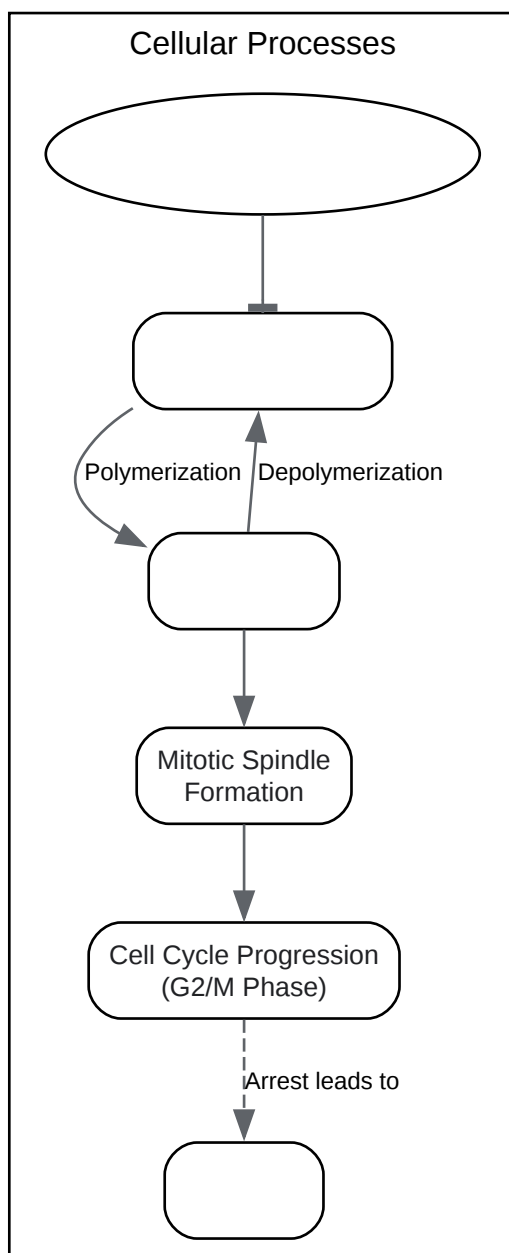 Cellular Processes
Polymerization
Depolymerization
Mitotic Spindle
Formation
Cell Cycle Progression
(G2/M Phase)
Arrest leads to